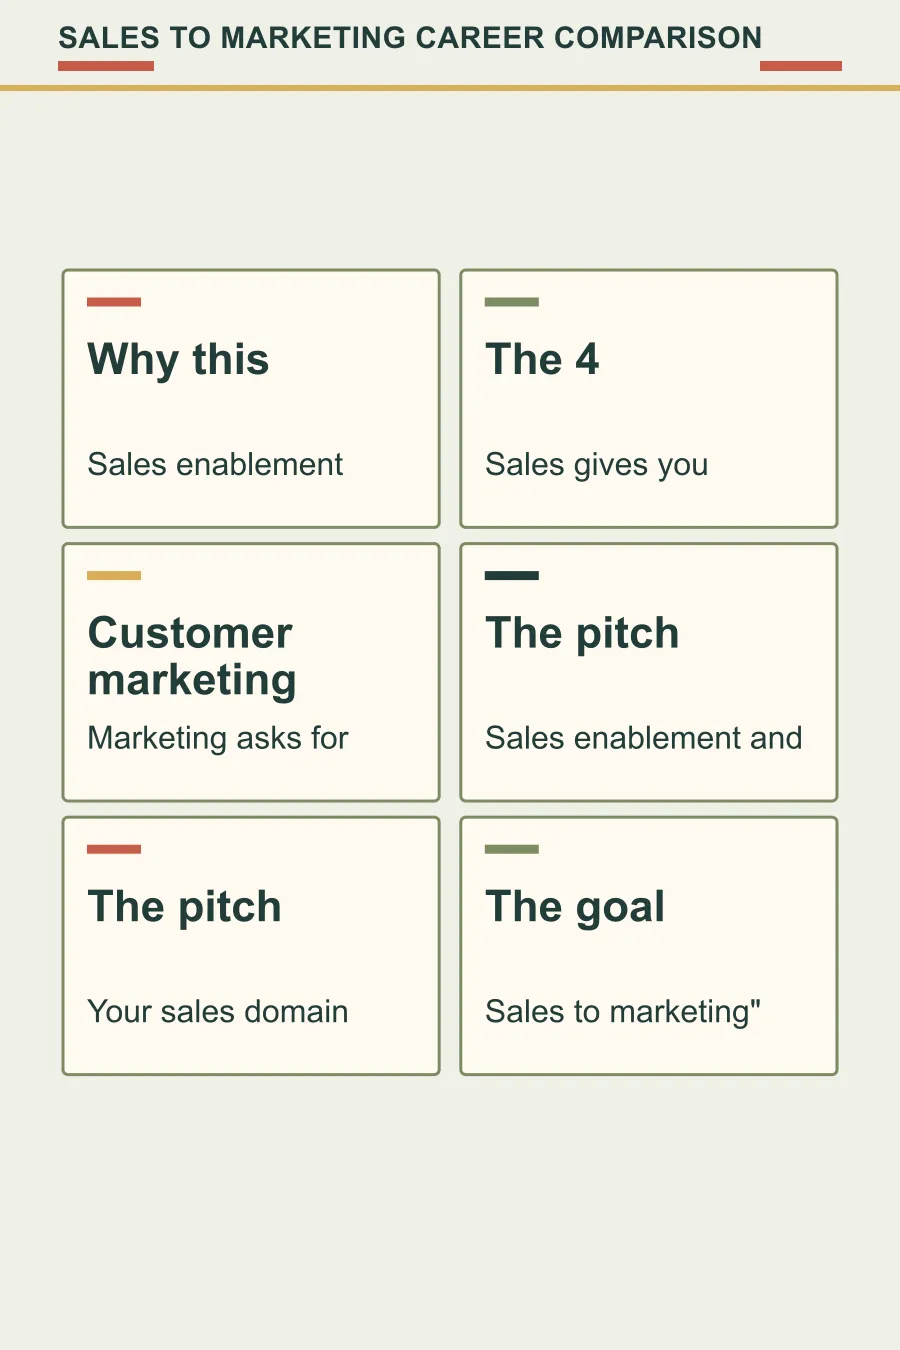 SALES TO MARKETING CAREER COMPARISON
Why this
Sales enablement
The 4
Sales gives you
Customer
marketing
Marketing asks for
The pitch
Sales enablement and
The pitch
Your sales domain
The goal
Sales to marketing"